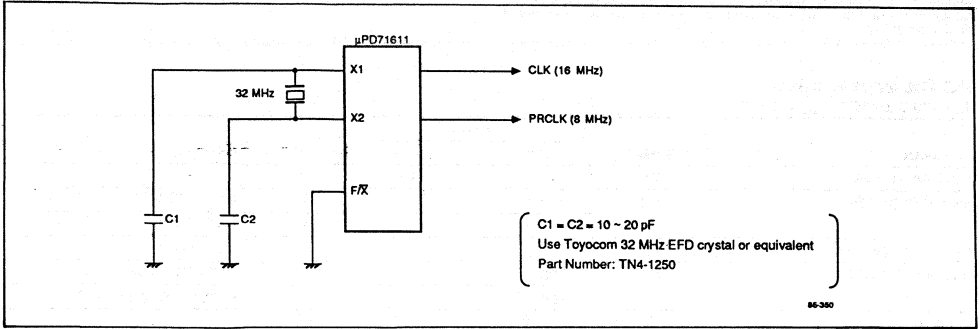 μPD71611
X1
CLK (16 MHz)
32 MHz
X2
PRCLK (8 MHz)
F/X̅
C1
C2
C1 = C2 = 10 ~ 20 pF
Use Toyocom 32 MHz EFD crystal or equivalent
Part Number: TN4-1250
85-350